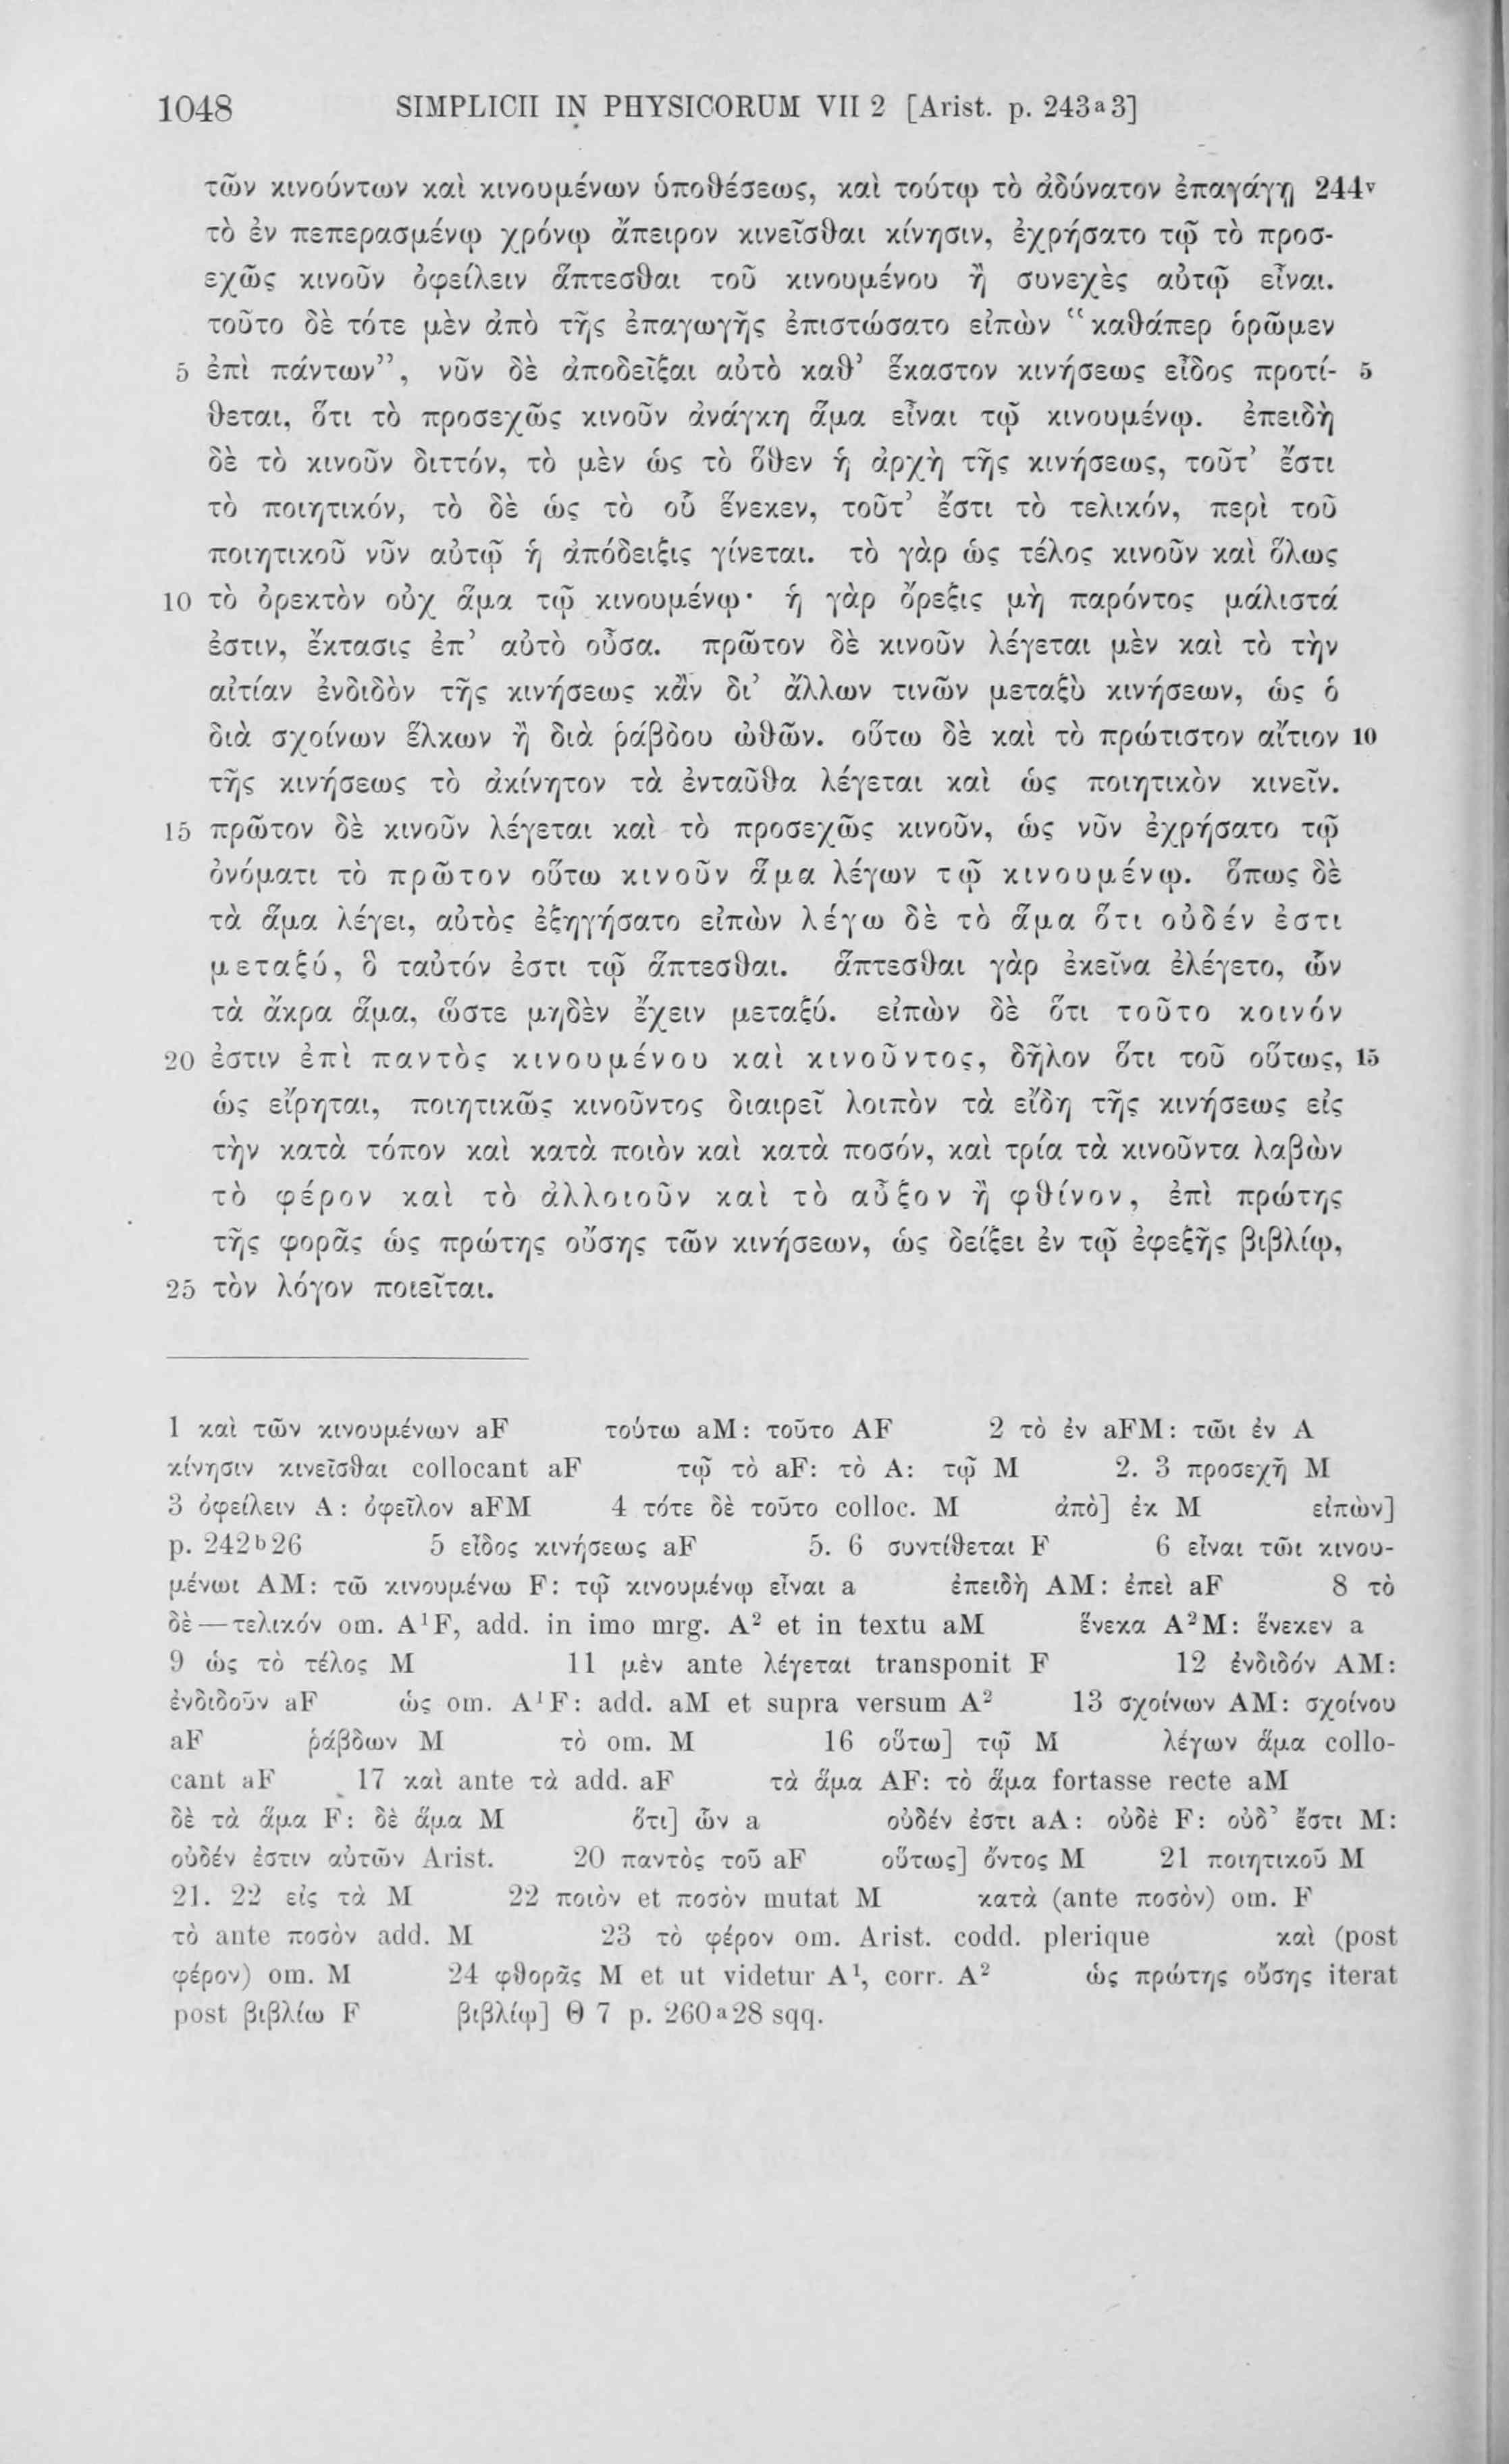 1048 SIMPLICII IN PHYSICORUM VII 2 [Arist. p. 243ᵃ3]
τῶν κινούντων καὶ κινουμένων ὑποθέσεως, καὶ τούτῳ τὸ ἀδύνατον ἐπαγάγῃ 244ᵛ
τὸ ἐν πεπερασμένῳ χρόνῳ ἄπειρον κινεῖσθαι κίνησιν, ἐχρήσατο τῷ τὸ προσ-
εχῶς κινοῦν ὀφείλειν ἅπτεσθαι τοῦ κινουμένου ἢ συνεχὲς αὐτῷ εἶναι.
τοῦτο δὲ τότε μὲν ἀπὸ τῆς ἐπαγωγῆς ἐπιστώσατο εἰπὼν “καθάπερ ὁρῶμεν
5 ἐπὶ πάντων”, νῦν δὲ ἀποδεῖξαι αὐτὸ καθ’ ἕκαστον κινήσεως εἶδος προτί- 5
θεται, ὅτι τὸ προσεχῶς κινοῦν ἀνάγκη ἅμα εἶναι τῷ κινουμένῳ. ἐπειδὴ
δὲ τὸ κινοῦν διττόν, τὸ μὲν ὡς τὸ ὅθεν ἡ ἀρχὴ τῆς κινήσεως, τοῦτ’ ἔστι
τὸ ποιητικόν, τὸ δὲ ὡς τὸ οὗ ἕνεκεν, τοῦτ’ ἔστι τὸ τελικόν, περὶ τοῦ
ποιητικοῦ νῦν αὐτῷ ἡ ἀπόδειξις γίνεται. τὸ γὰρ ὡς τέλος κινοῦν καὶ ὅλως
10 τὸ ὀρεκτὸν οὐχ ἅμα τῷ κινουμένῳ· ἡ γὰρ ὄρεξις μὴ παρόντος μάλιστά
ἐστιν, ἔκτασις ἐπ’ αὐτὸ οὖσα. πρῶτον δὲ κινοῦν λέγεται μὲν καὶ τὸ τὴν
αἰτίαν ἐνδιδὸν τῆς κινήσεως κἂν δι’ ἄλλων τινῶν μεταξὺ κινήσεων, ὡς ὁ
διὰ σχοίνων ἕλκων ἢ διὰ ῥάβδου ὠθῶν. οὕτω δὲ καὶ τὸ πρώτιστον αἴτιον 10
τῆς κινήσεως τὸ ἀκίνητον τὰ ἐνταῦθα λέγεται καὶ ὡς ποιητικὸν κινεῖν.
15 πρῶτον δὲ κινοῦν λέγεται καὶ τὸ προσεχῶς κινοῦν, ὡς νῦν ἐχρήσατο τῷ
ὀνόματι τὸ πρῶτον οὕτω κινοῦν ἅμα λέγων τῷ κινουμένῳ. ὅπως δὲ
τὰ ἅμα λέγει, αὐτὸς ἐξηγήσατο εἰπὼν λέγω δὲ τὸ ἅμα ὅτι οὐδέν ἐστι
μεταξύ, ὃ ταὐτόν ἐστι τῷ ἅπτεσθαι. ἅπτεσθαι γὰρ ἐκεῖνα ἐλέγετο, ὧν
τὰ ἄκρα ἅμα, ὥστε μηδὲν ἔχειν μεταξύ. εἰπὼν δὲ ὅτι τοῦτο κοινόν
20 ἐστιν ἐπὶ παντὸς κινουμένου καὶ κινοῦντος, δῆλον ὅτι τοῦ οὕτως, 15
ὡς εἴρηται, ποιητικῶς κινοῦντος διαιρεῖ λοιπὸν τὰ εἴδη τῆς κινήσεως εἰς
τὴν κατὰ τόπον καὶ κατὰ ποιὸν καὶ κατὰ ποσόν, καὶ τρία τὰ κινοῦντα λαβὼν
τὸ φέρον καὶ τὸ ἀλλοιοῦν καὶ τὸ αὖξον ἢ φθίνον, ἐπὶ πρώτης
τῆς φορᾶς ὡς πρώτης οὔσης τῶν κινήσεων, ὡς δείξει ἐν τῷ ἐφεξῆς βιβλίῳ,
25 τὸν λόγον ποιεῖται.
1 καὶ τῶν κινουμένων aF τούτω aM: τοῦτο AF 2 τὸ ἐν aFM: τῶι ἐν A
κίνησιν κινεῖσθαι collocant aF τῷ τὸ aF: τὸ A: τῷ M 2. 3 προσεχῆ M
3 ὀφείλειν A: ὀφεῖλον aFM 4 τότε δὲ τοῦτο colloc. M ἀπὸ] ἐκ M εἰπὼν]
p. 242ᵇ26 5 εἶδος κινήσεως aF 5. 6 συντίθεται F 6 εἶναι τῶι κινου-
μένωι AM: τῶ κινουμένω F: τῷ κινουμένῳ εἶναι a ἐπειδὴ AM: ἐπεὶ aF 8 τὸ
δὲ — τελικόν om. A¹F, add. in imo mrg. A² et in textu aM ἕνεκα A²M: ἕνεκεν a
9 ὡς τὸ τέλος M 11 μὲν ante λέγεται transponit F 12 ἐνδιδόν AM:
ἐνδιδοῦν aF ὡς om. A¹F: add. aM et supra versum A² 13 σχοίνων AM: σχοίνου
aF ῥάβδων M τὸ om. M 16 οὕτω] τῷ M λέγων ἅμα collo-
cant aF 17 καὶ ante τὰ add. aF τὰ ἅμα AF: τὸ ἅμα fortasse recte aM
δὲ τὰ ἅμα F: δὲ ἅμα M ὅτι] ὧν a οὐδέν ἐστι aA: οὐδὲ F: οὐδ’ ἔστι M:
οὐδέν ἐστιν αὐτῶν Arist. 20 παντὸς τοῦ aF οὕτως] ὄντος M 21 ποιητικοῦ M
21. 22 εἰς τὰ M 22 ποιὸν et ποσὸν mutat M κατὰ (ante ποσὸν) om. F
τὸ ante ποσὸν add. M 23 τὸ φέρον om. Arist. codd. plerique καὶ (post
φέρον) om. M 24 φθορᾶς M et ut videtur A¹, corr. A² ὡς πρώτης οὔσης iterat
post βιβλίω F βιβλίῳ] Θ 7 p. 260ᵃ28 sqq.